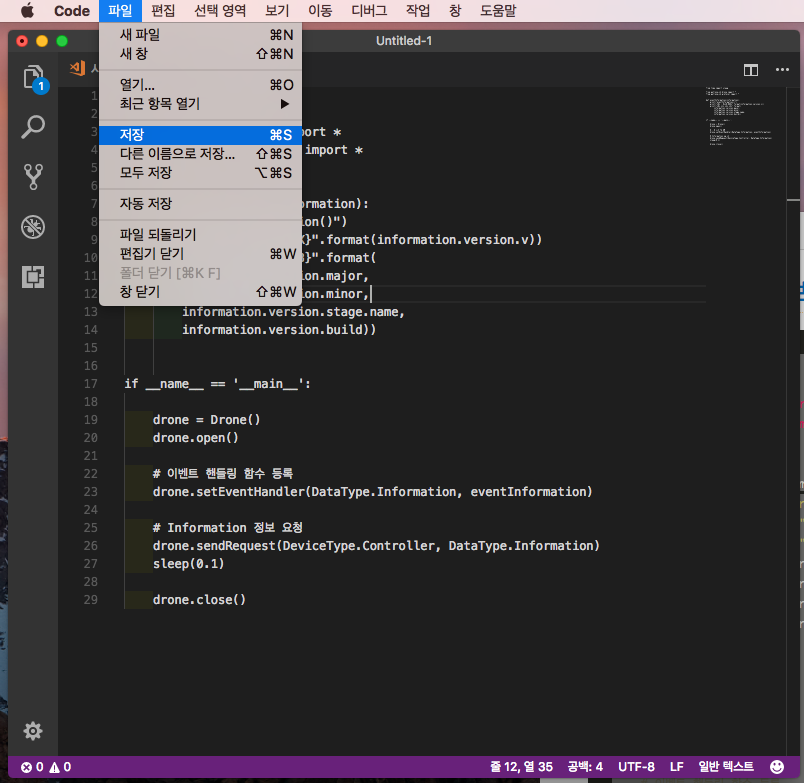 Code 파일 편집 선택 영역 보기 이동 디버그 작업 창 도움말
Untitled-1
새 파일 ⌘N
새 창 ⇧⌘N
열기... ⌘O
최근 항목 열기 ▶
저장 ⌘S
다른 이름으로 저장... ⇧⌘S
모두 저장 ⌥⌘S
자동 저장
파일 되돌리기
편집기 닫기 ⌘W
폴더 닫기 [⌘K F]
창 닫기 ⇧⌘W
1
1
2
3 ort *
4 import *
5
6
7 rmation):
8 ion()")
9 }".format(information.version.v))
10 }".format(
11 on.major,
12 on.minor,
13 information.version.stage.name,
14 information.version.build))
15
16
17 if __name__ == '__main__':
18
19 drone = Drone()
20 drone.open()
21
22 # 이벤트 핸들링 함수 등록
23 drone.setEventHandler(DataType.Information, eventInformation)
24
25 # Information 정보 요청
26 drone.sendRequest(DeviceType.Controller, DataType.Information)
27 sleep(0.1)
28
29 drone.close()
0 0 줄 12, 열 35 공백: 4 UTF-8 LF 일반 텍스트